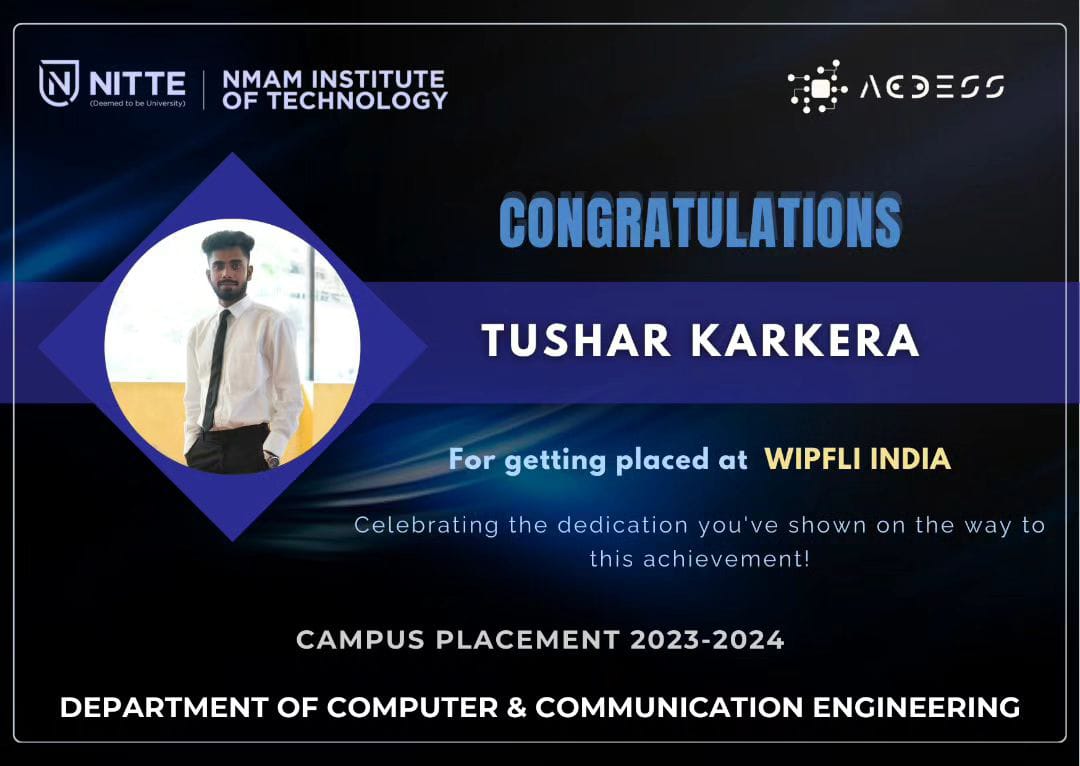 NITTE
(Deemed to be University)
NMAM INSTITUTE
OF TECHNOLOGY
ACCESS
CONGRATULATIONS
TUSHAR KARKERA
For getting placed at WIPFLI INDIA
Celebrating the dedication you've shown on the way to
this achievement!
CAMPUS PLACEMENT 2023-2024
DEPARTMENT OF COMPUTER & COMMUNICATION ENGINEERING